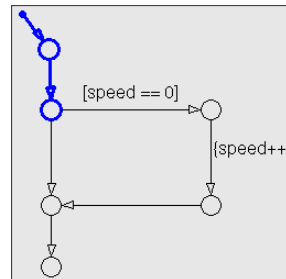 [speed == 0]
{speed++